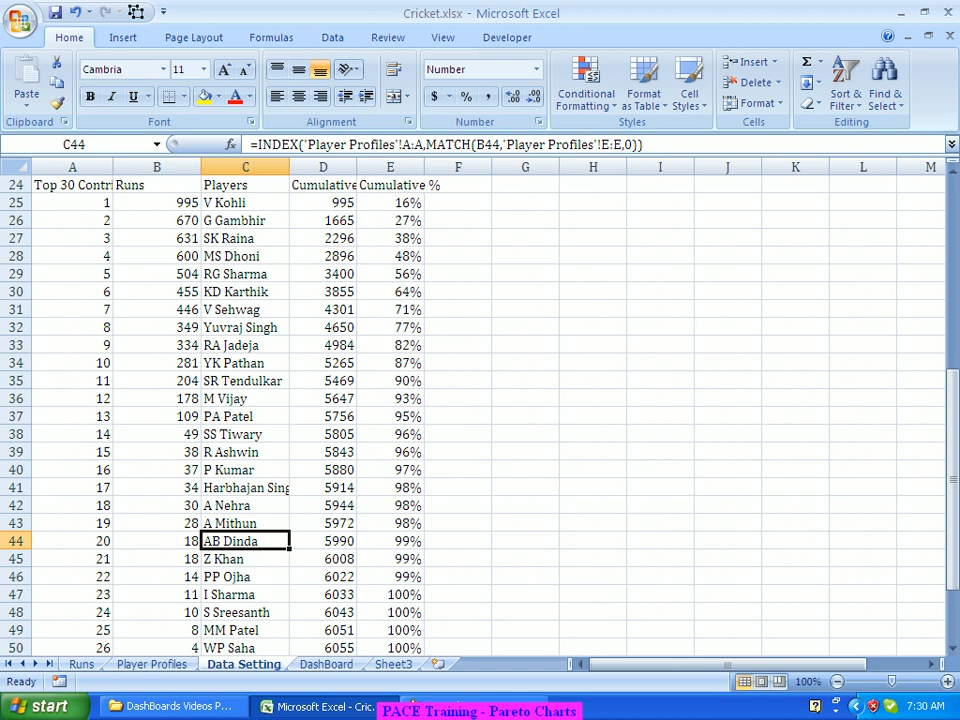 Cricket.xlsx - Microsoft Excel
Home Insert Page Layout Formulas Data Review View Developer
Paste
Clipboard
Cambria 11
B I U
Font
Alignment
Number
$ % ,
Number
Conditional Formatting
Format as Table
Cell Styles
Styles
Insert
Delete
Format
Cells
Σ
Sort & Filter
Find & Select
Editing
C44 fx =INDEX('Player Profiles'!A:A,MATCH(B44,'Player Profiles'!E:E,0))
A B C D E F G H I J K L M
24 Top 30 Contri Runs Players Cumulative Cumulative %
25 1 995 V Kohli 995 16%
26 2 670 G Gambhir 1665 27%
27 3 631 SK Raina 2296 38%
28 4 600 MS Dhoni 2896 48%
29 5 504 RG Sharma 3400 56%
30 6 455 KD Karthik 3855 64%
31 7 446 V Sehwag 4301 71%
32 8 349 Yuvraj Singh 4650 77%
33 9 334 RA Jadeja 4984 82%
34 10 281 YK Pathan 5265 87%
35 11 204 SR Tendulkar 5469 90%
36 12 178 M Vijay 5647 93%
37 13 109 PA Patel 5756 95%
38 14 49 SS Tiwary 5805 96%
39 15 38 R Ashwin 5843 96%
40 16 37 P Kumar 5880 97%
41 17 34 Harbhajan Sing 5914 98%
42 18 30 A Nehra 5944 98%
43 19 28 A Mithun 5972 98%
44 20 18 AB Dinda 5990 99%
45 21 18 Z Khan 6008 99%
46 22 14 PP Ojha 6022 99%
47 23 11 I Sharma 6033 100%
48 24 10 S Sreesanth 6043 100%
49 25 8 MM Patel 6051 100%
50 26 4 WP Saha 6055 100%
Runs Player Profiles Data Setting DashBoard Sheet3
Ready 100%
start DashBoards Videos P... Microsoft Excel - Cric... 7:30 AM
PACE Training - Pareto Charts